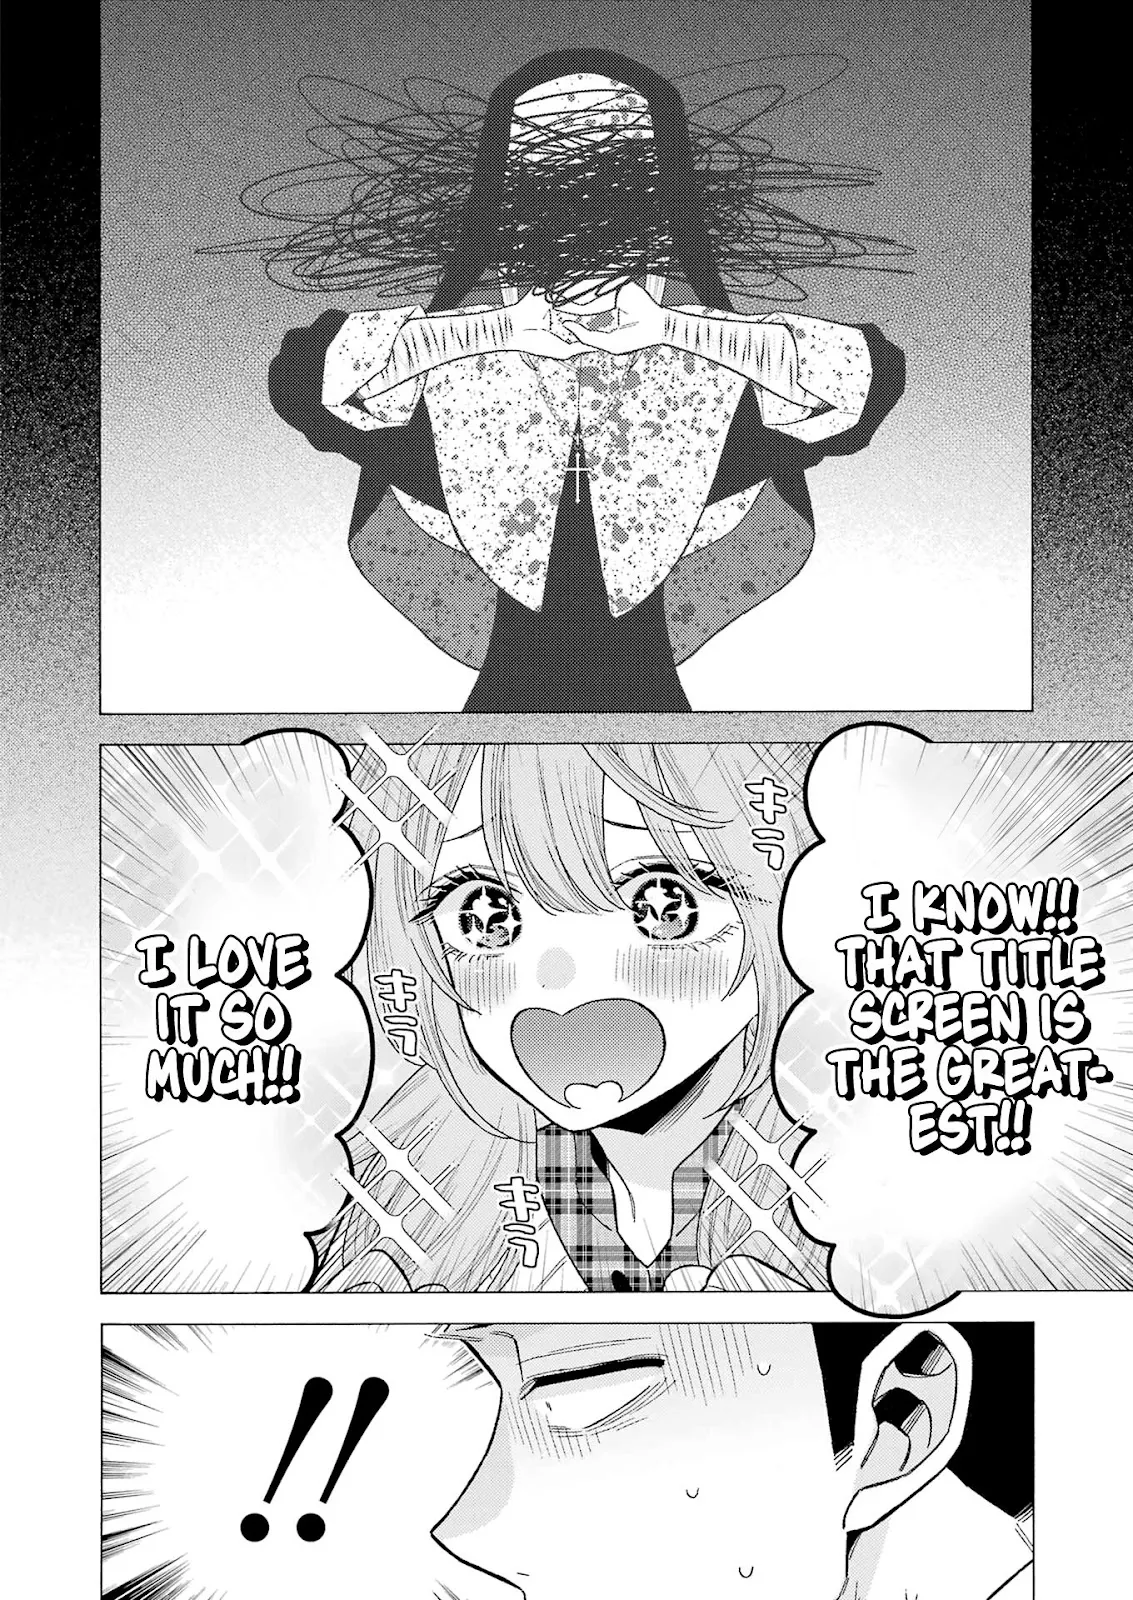 I KNOW!!
THAT TITLE
SCREEN IS
THE GREAT-
EST!!
キラ
I LOVE
IT SO
MUCH!!
キラ
キラ
!!